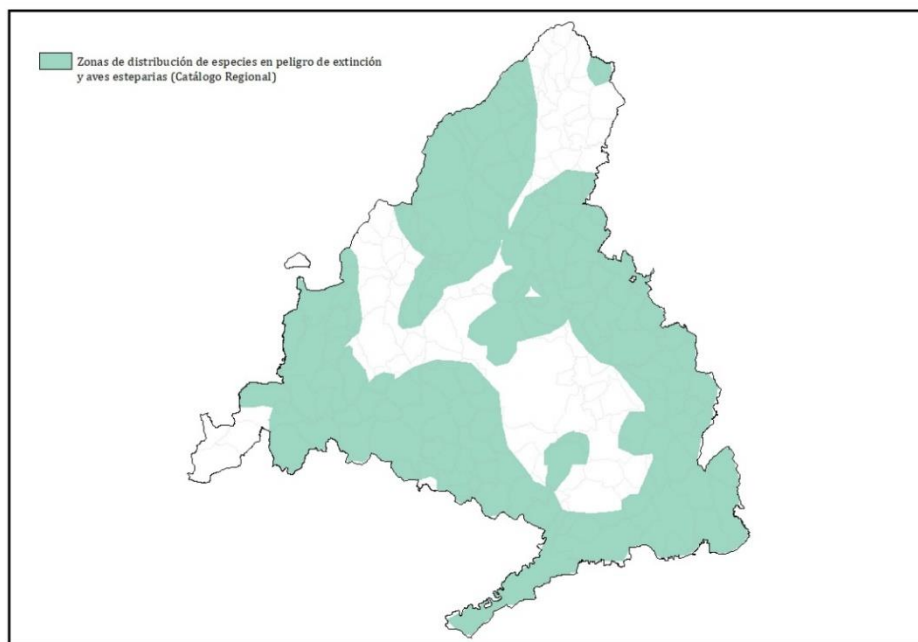 Zonas de distribución de especies en peligro de extinción
y aves esteparias (Catálogo Regional)